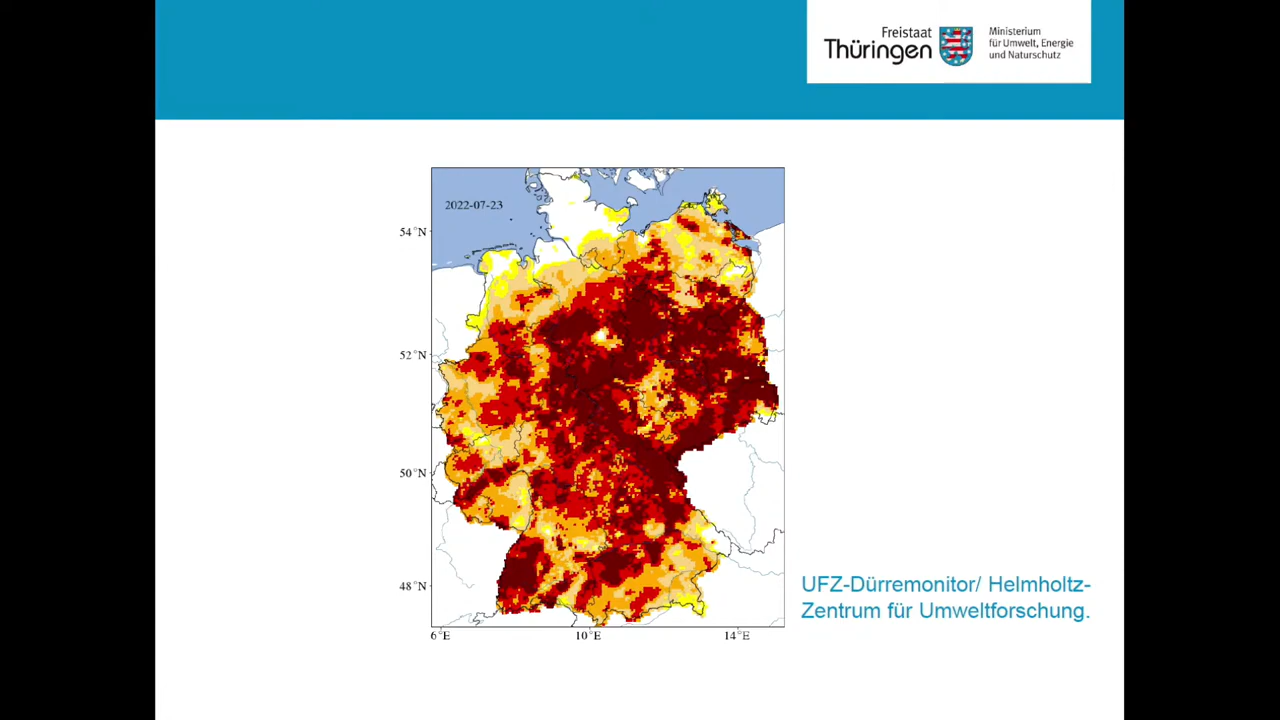 Freistaat
Thüringen
Ministerium
für Umwelt, Energie
und Naturschutz
2022-07-23
54°N
52°N
50°N
48°N
6°E
10°E
14°E
UFZ-Dürremonitor/ Helmholtz-
Zentrum für Umweltforschung.